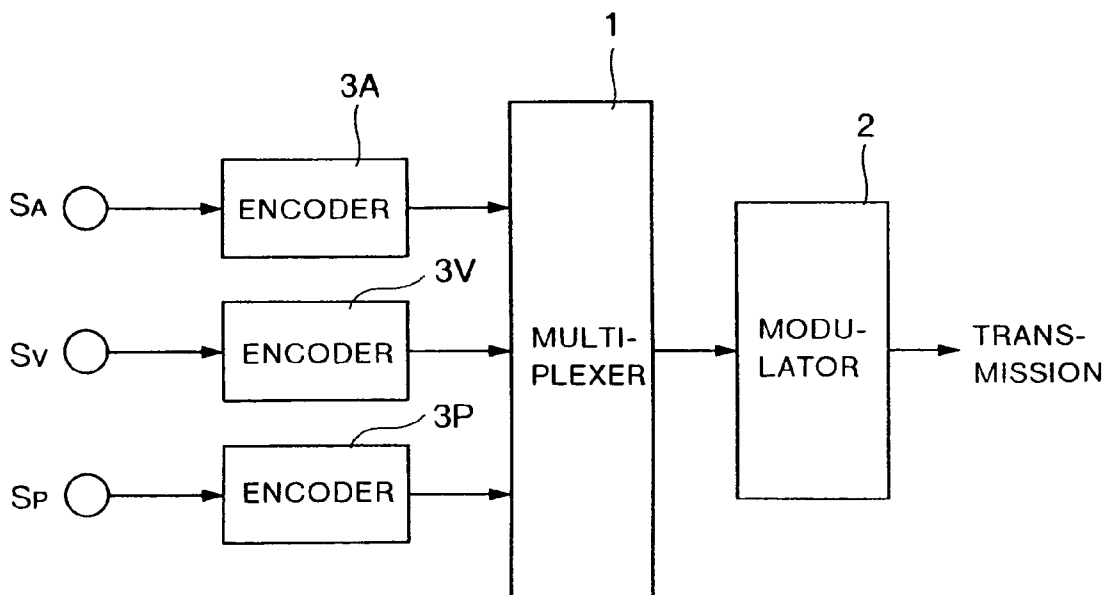 1
3A
2
SA
ENCODER
3V
SV
ENCODER
MULTI-
PLEXER
MODU-
LATOR
TRANS-
MISSION
3P
SP
ENCODER